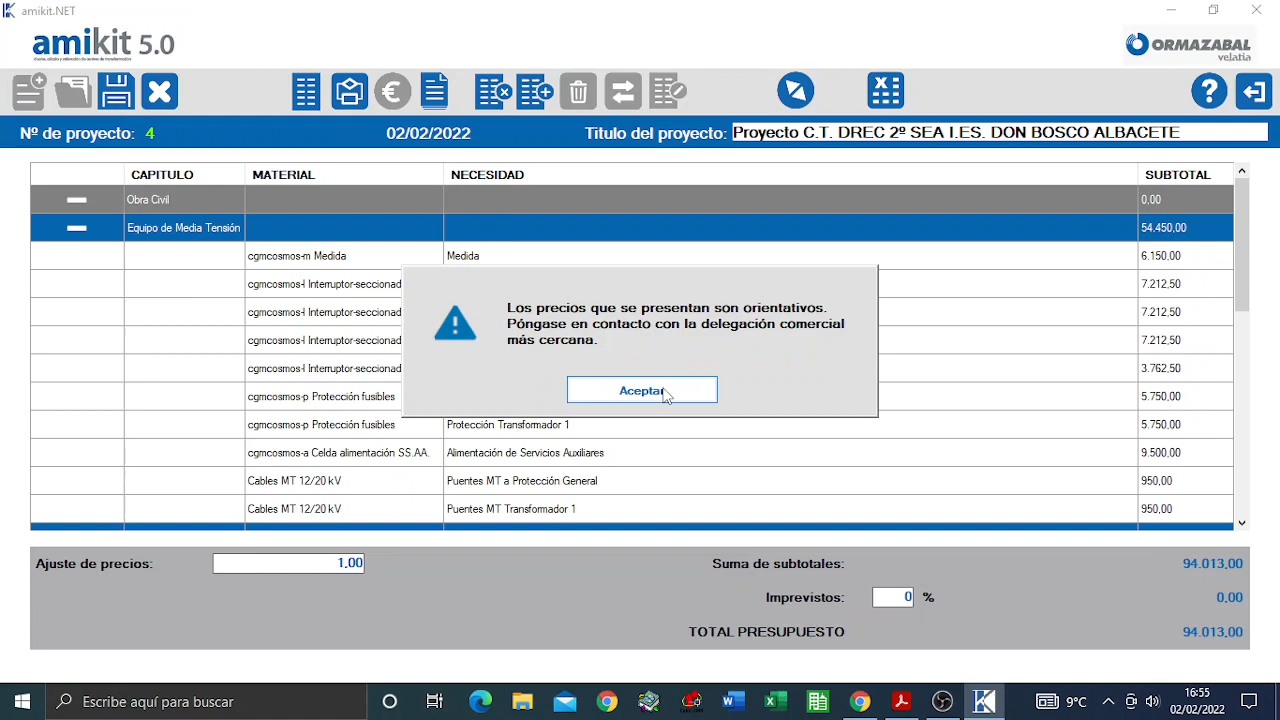 amikit.NET
amikit 5.0
ORMAZABAL
velatia
Nº de proyecto: 4
02/02/2022
Titulo del proyecto: Proyecto C.T. DREC 2º SEA I.ES. DON BOSCO ALBACETE
CAPITULO MATERIAL NECESIDAD SUBTOTAL
Obra Civil 0,00
Equipo de Media Tensión 54.450,00
cgmcosmos-m Medida Medida 6.150,00
cgmcosmos-l Interruptor-seccionad 7.212,50
cgmcosmos-l Interruptor-seccionad 7.212,50
cgmcosmos-l Interruptor-seccionad 7.212,50
cgmcosmos-l Interruptor-seccionad 3.762,50
cgmcosmos-p Protección fusibles 5.750,00
cgmcosmos-p Protección fusibles Protección Transformador 1 5.750,00
cgmcosmos-a Celda alimentación SS.AA. Alimentación de Servicios Auxiliares 9.500,00
Cables MT 12/20 kV Puentes MT a Protección General 950,00
Cables MT 12/20 kV Puentes MT Transformador 1 950,00
Los precios que se presentan son orientativos.
Póngase en contacto con la delegación comercial
más cercana.
Aceptar
Ajuste de precios: 1.00
Suma de subtotales: 94.013,00
Imprevistos: 0 % 0,00
TOTAL PRESUPUESTO 94.013,00
Escribe aquí para buscar
9°C
16:55
02/02/2022